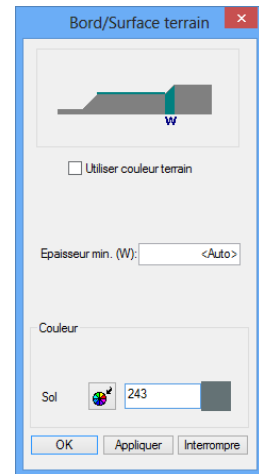 Bord/Surface terrain
W
Utiliser couleur terrain
Epaisseur min. (W): <Auto>
Couleur
Sol 243
OK Appliquer Interrompre